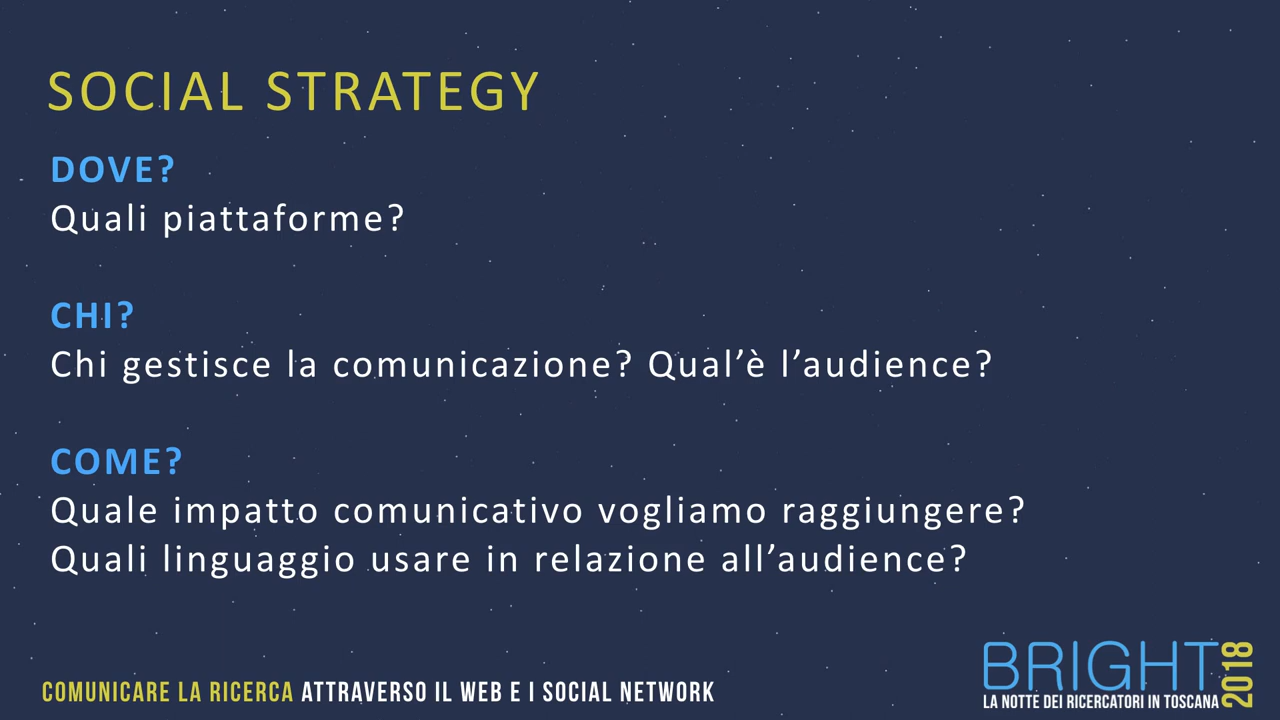 SOCIAL STRATEGY
DOVE?
Quali piattaforme?
CHI?
Chi gestisce la comunicazione? Qual’è l’audience?
COME?
Quale impatto comunicativo vogliamo raggiungere?
Quali linguaggio usare in relazione all’audience?
COMUNICARE LA RICERCA ATTRAVERSO IL WEB E I SOCIAL NETWORK
BRIGHT 2018
LA NOTTE DEI RICERCATORI IN TOSCANA